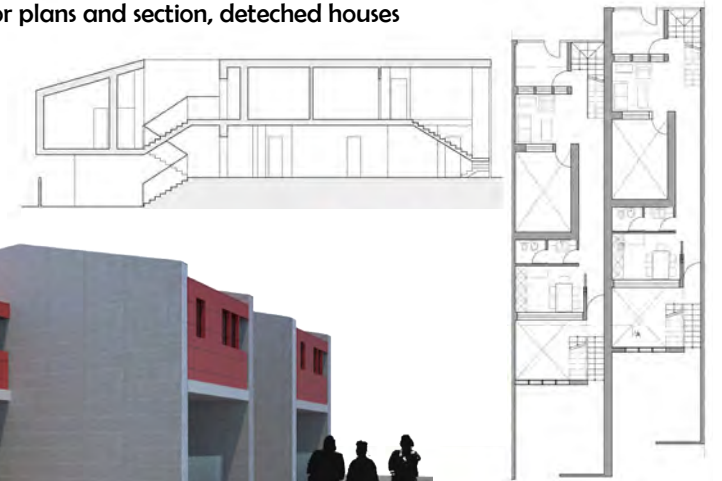 or plans and section, deteched houses
'A